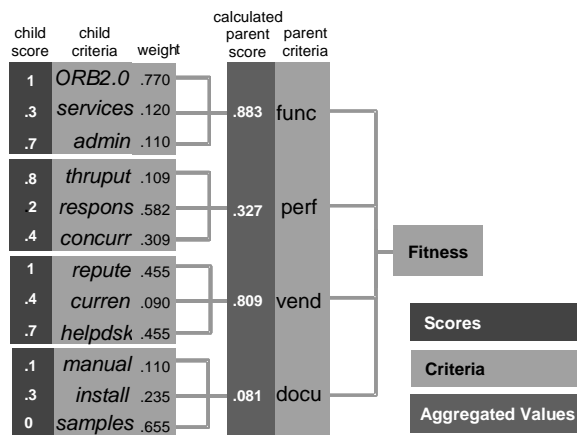 child score child criteria weight calculated parent score parent criteria
1 ORB2.0 .770
.3 services .120 .883 func
.7 admin .110
.8 thruput .109
.2 respons .582 .327 perf
.4 concurr .309
Fitness
1 repute .455
.4 curren .090 .809 vend
.7 helpdsk .455
Scores
.1 manual .110
Criteria
.3 install .235 .081 docu
0 samples .655
Aggregated Values